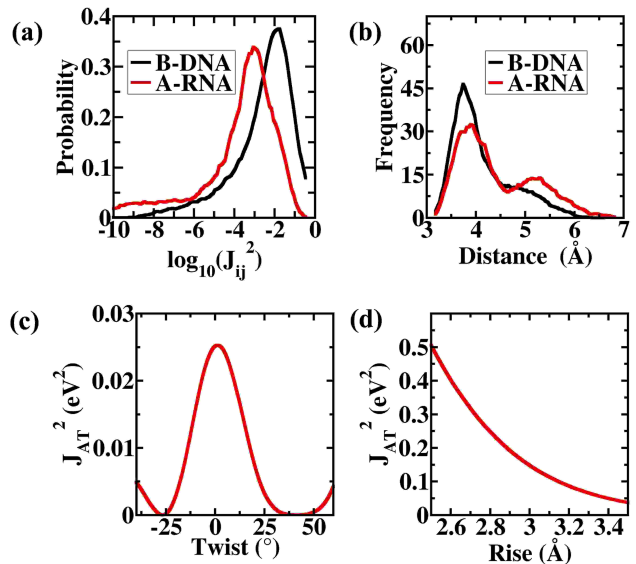 (a)
Probability
0.4
0.3
0.2
0.1
0
B-DNA
A-RNA
-10 -8 -6 -4 -2 0
log10(Jij2)
(b)
Frequency
60
45
30
15
0
B-DNA
A-RNA
3 4 5 6 7
Distance (Å)
(c)
JAT2 (eV2)
0.03
0.02
0.01
0
-25 0 25 50
Twist (°)
(d)
JAT2 (eV2)
0.5
0.4
0.3
0.2
0.1
0
2.6 2.8 3 3.2 3.4
Rise (Å)